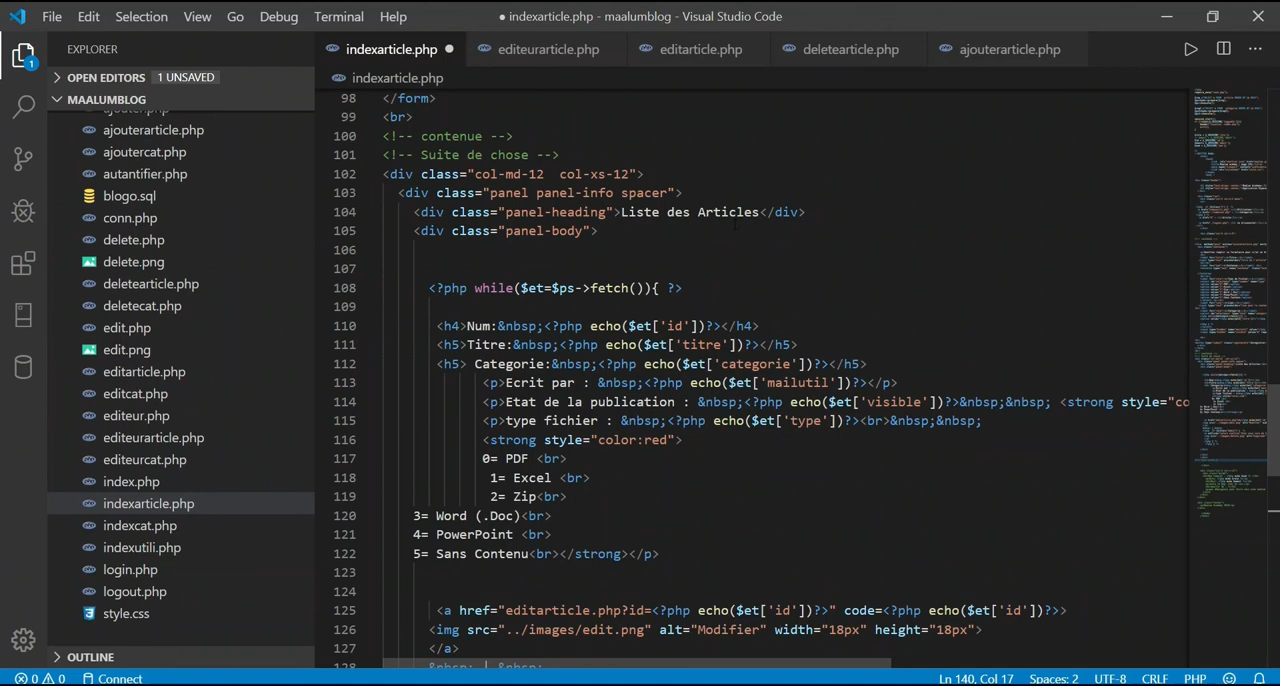 File Edit Selection View Go Debug Terminal Help
● indexarticle.php - maalumblog - Visual Studio Code
EXPLORER
indexarticle.php
editeurarticle.php
editarticle.php
deletearticle.php
ajouterarticle.php
1
OPEN EDITORS 1 UNSAVED
MAALUMBLOG
ajouter.php
ajouterarticle.php
ajoutercat.php
autantifier.php
blogo.sql
conn.php
delete.php
delete.png
deletearticle.php
deletecat.php
edit.php
edit.png
editarticle.php
editcat.php
editeur.php
editeurarticle.php
editeurcat.php
index.php
indexarticle.php
indexcat.php
indexutili.php
login.php
logout.php
style.css
OUTLINE
indexarticle.php
98 </form>
99 <br>
100 <!-- contenue -->
101 <!-- Suite de chose -->
102 <div class="col-md-12  col-xs-12">
103 <div class="panel panel-info spacer">
104 <div class="panel-heading">Liste des Articles</div>
105 <div class="panel-body">
106
107
108 <?php while($et=$ps->fetch()){ ?>
109
110 <h4>Num:&nbsp;<?php echo($et['id'])?></h4>
111 <h5>Titre:&nbsp;<?php echo($et['titre'])?></h5>
112 <h5> Categorie:&nbsp;<?php echo($et['categorie'])?></h5>
113 <p>Ecrit par : &nbsp;<?php echo($et['mailutil'])?></p>
114 <p>Etat de la publication : &nbsp;<?php echo($et['visible'])?>&nbsp;&nbsp; <strong style="co
115 <p>type fichier : &nbsp;<?php echo($et['type'])?><br>&nbsp;&nbsp;
116 <strong style="color:red">
117 0= PDF <br>
118 1= Excel <br>
119 2= Zip<br>
120 3= Word (.Doc)<br>
121 4= PowerPoint <br>
122 5= Sans Contenu<br></strong></p>
123
124
125 <a href="editarticle.php?id=<?php echo($et['id'])?>" code=<?php echo($et['id'])?>>
126 <img src="../images/edit.png" alt="Modifier" width="18px" height="18px">
127 </a>
128 &nbsp; | &nbsp;
0 0 Connect
Ln 140, Col 17 Spaces: 2 UTF-8 CRLF PHP